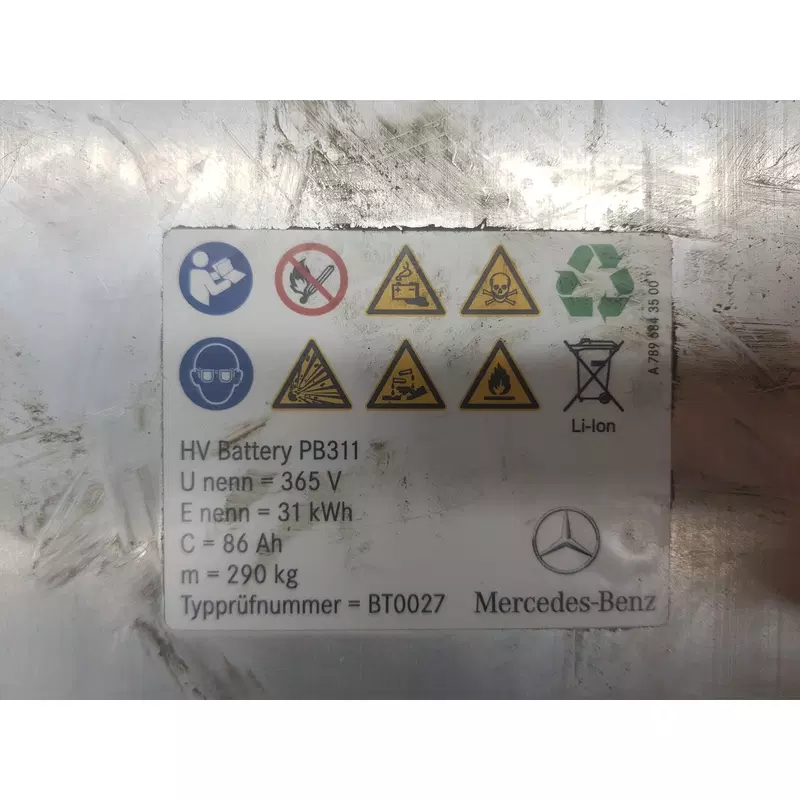 A 789 684 35 00
Li-Ion
HV Battery PB311
U nenn = 365 V
E nenn = 31 kWh
C = 86 Ah
m = 290 kg
Typprüfnummer = BT0027
Mercedes-Benz